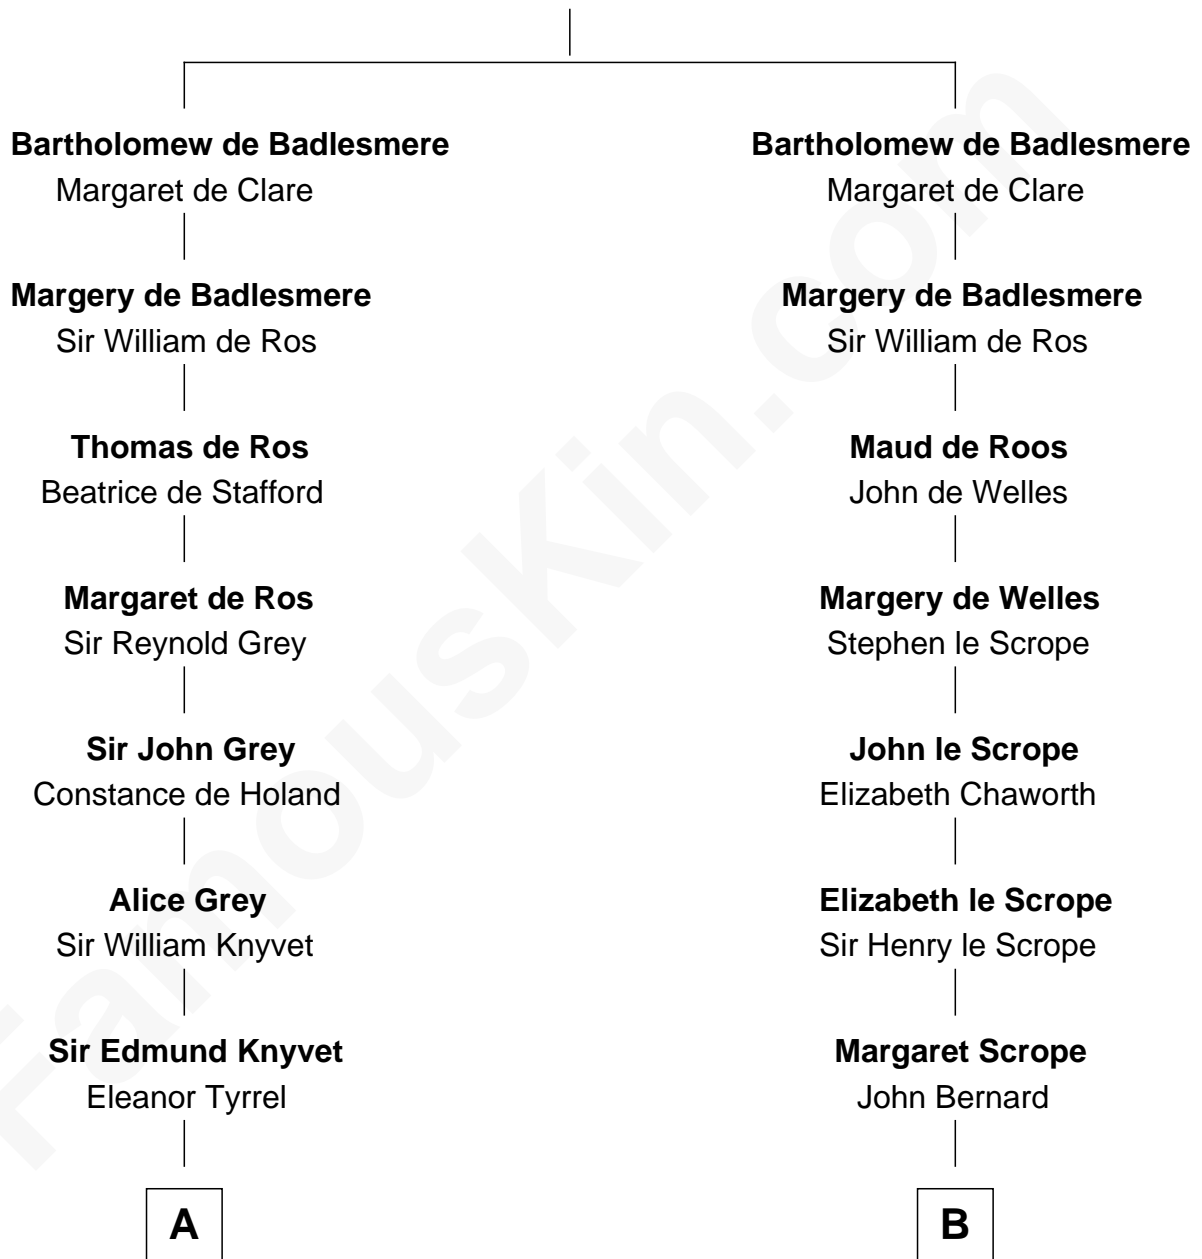 Bartholomew de Badlesmere
Margaret de Clare
Margery de Badlesmere
Sir William de Ros
Thomas de Ros
Beatrice de Stafford
Margaret de Ros
Sir Reynold Grey
Sir John Grey
Constance de Holand
Alice Grey
Sir William Knyvet
Sir Edmund Knyvet
Eleanor Tyrrel
A
Bartholomew de Badlesmere
Margaret de Clare
Margery de Badlesmere
Sir William de Ros
Maud de Roos
John de Welles
Margery de Welles
Stephen le Scrope
John le Scrope
Elizabeth Chaworth
Elizabeth le Scrope
Sir Henry le Scrope
Margaret Scrope
John Bernard
B
FamousKin.com